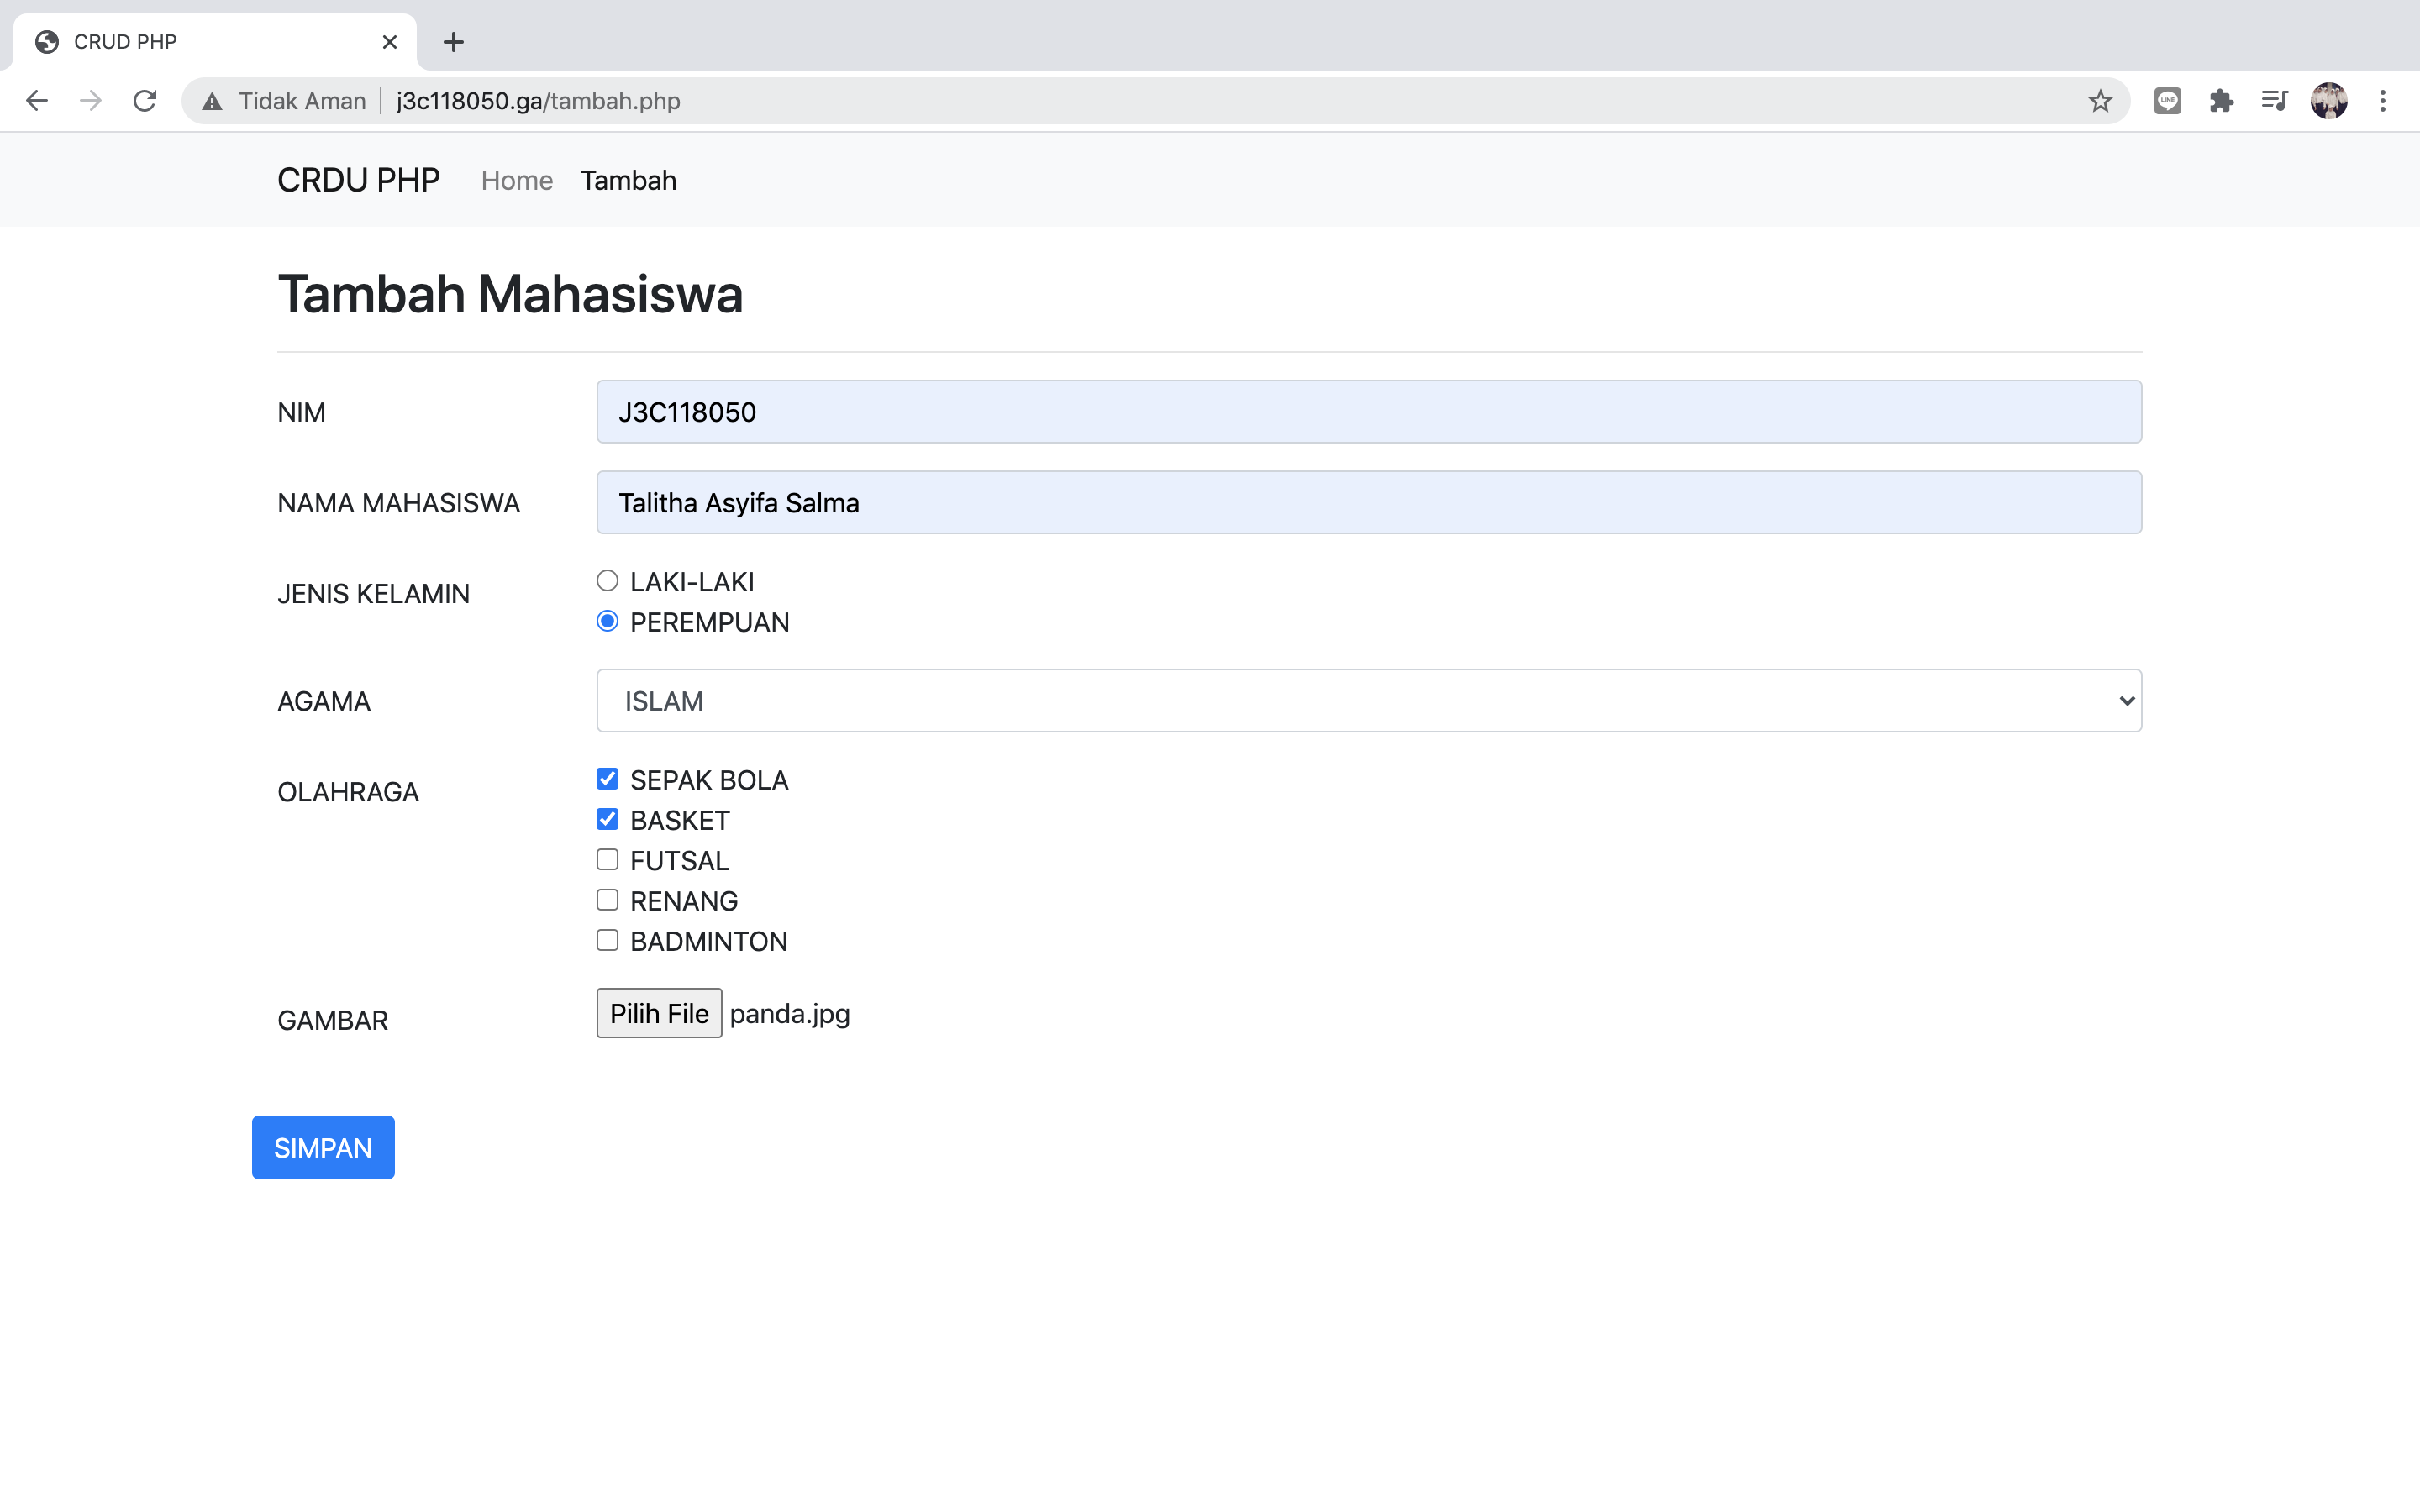 CRUD PHP
Tidak Aman | j3c118050.ga/tambah.php
LINE
CRDU PHP Home Tambah
Tambah Mahasiswa
NIM J3C118050
NAMA MAHASISWA Talitha Asyifa Salma
JENIS KELAMIN LAKI-LAKI
PEREMPUAN
AGAMA ISLAM
OLAHRAGA SEPAK BOLA
BASKET
FUTSAL
RENANG
BADMINTON
GAMBAR Pilih File panda.jpg
SIMPAN